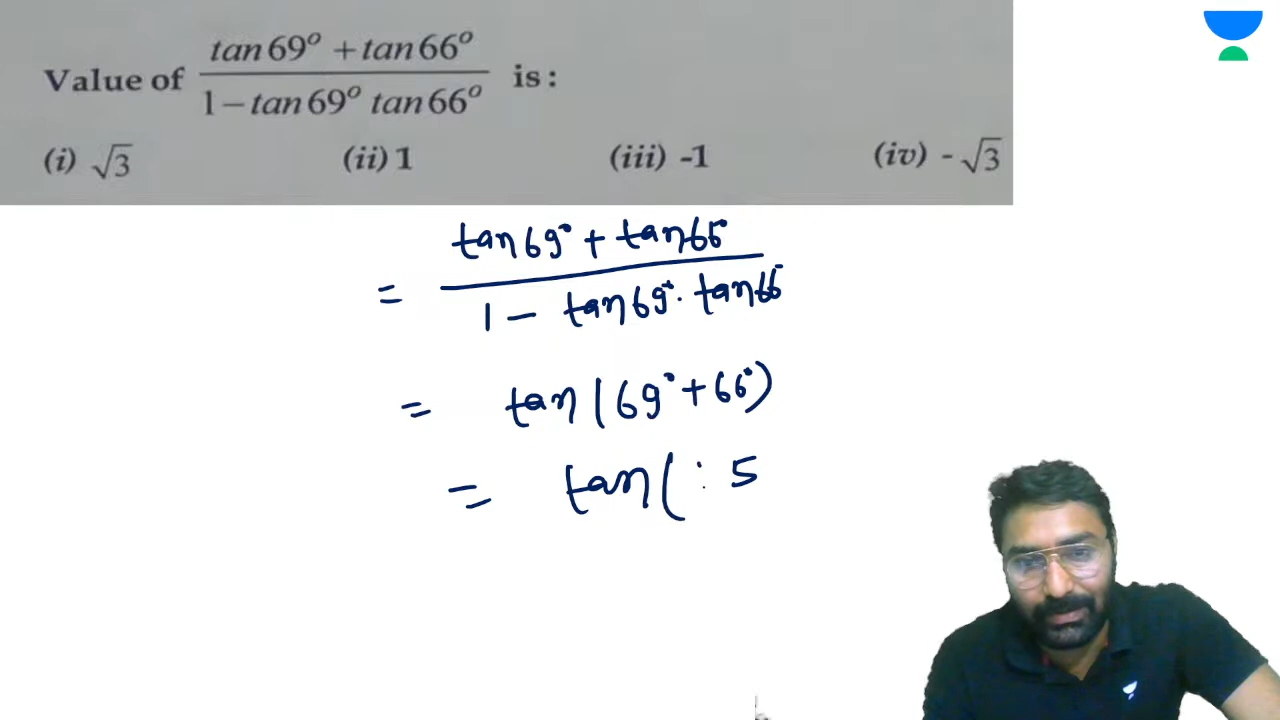 Value of (tan 69° + tan 66°) / (1 – tan 69° tan 66°) is :
(i) √3 (ii) 1 (iii) -1 (iv) - √3
= (tan 69° + tan 66°) / (1 – tan 69° · tan 66°)
= tan (69° + 66°)
= tan ( 5